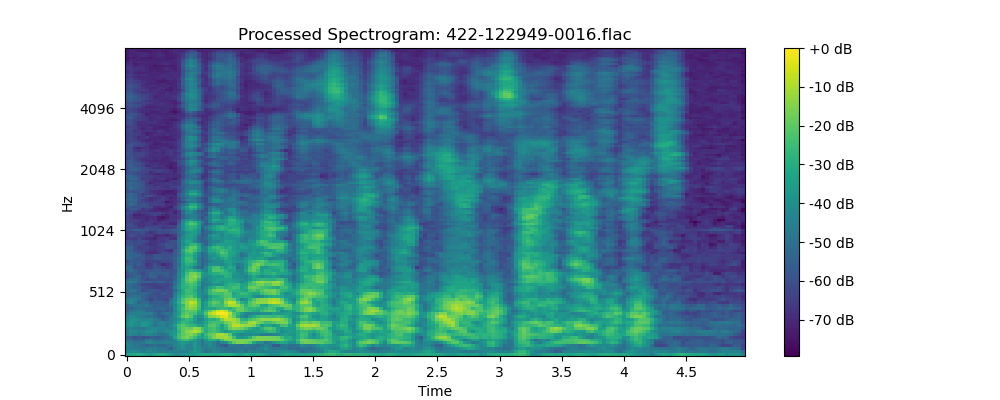 Processed Spectrogram: 422-122949-0016.flac
+0 dB
-10 dB
-20 dB
-30 dB
-40 dB
-50 dB
-60 dB
-70 dB
4096
2048
1024
512
0
Hz
0 0.5 1 1.5 2 2.5 3 3.5 4 4.5
Time